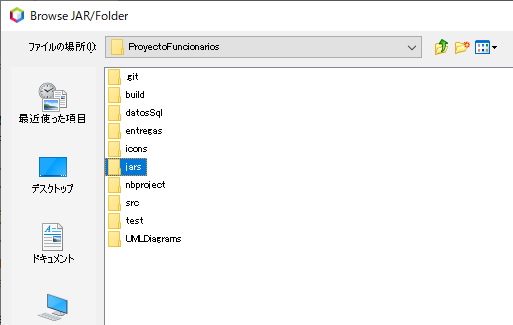 Browse JAR/Folder
ファイルの場所(I):
ProyectoFuncionarios
.git
build
datosSql
entregas
icons
jars
nbproject
src
test
UMLDiagrams
最近使った項目
デスクトップ
ドキュメント